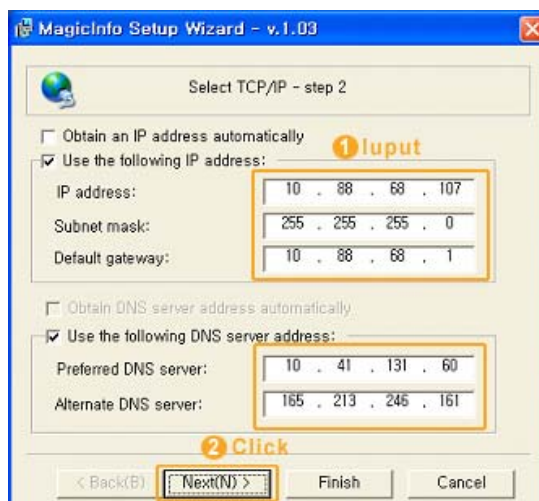 MagicInfo Setup Wizard - v.1.03
Select TCP/IP - step 2
Obtain an IP address automatically
1 Iuput
Use the following IP address:
IP address: 10 . 88 . 68 . 107
Subnet mask: 255 . 255 . 255 . 0
Default gateway: 10 . 88 . 68 . 1
Obtain DNS server address automatically
Use the following DNS server address:
Preferred DNS server: 10 . 41 . 131 . 60
Alternate DNS server: 165 . 213 . 246 . 161
2 Click
< Back(B) Next(N) > Finish Cancel